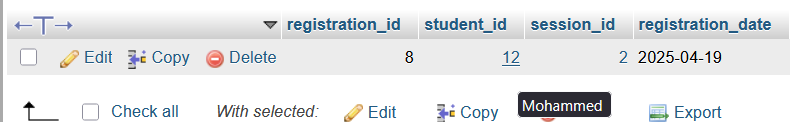 registration_id student_id session_id registration_date
Edit Copy Delete 8 12 2 2025-04-19
Check all With selected: Edit Copy Mohammed Export